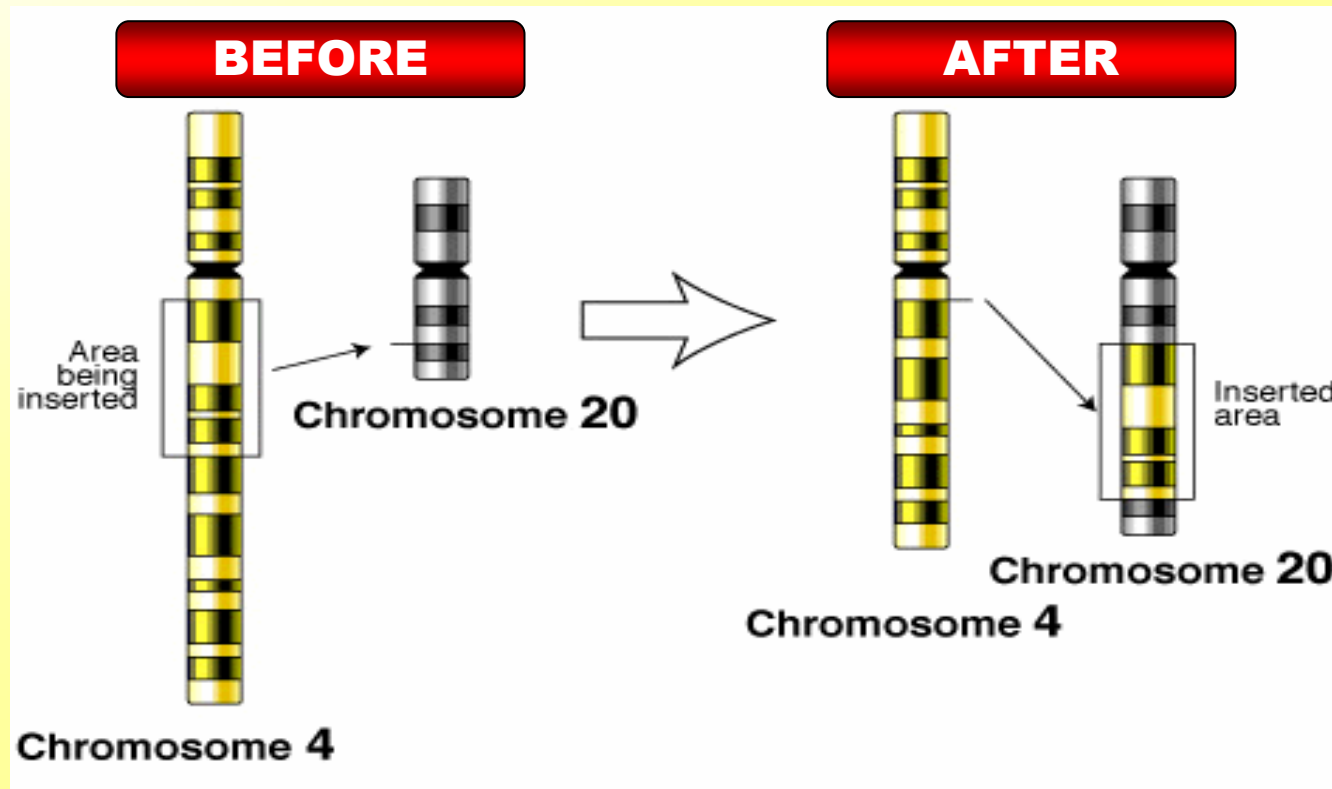 BEFORE
AFTER
Area
being
inserted
Chromosome 20
Inserted
area
Chromosome 20
Chromosome 4
Chromosome 4